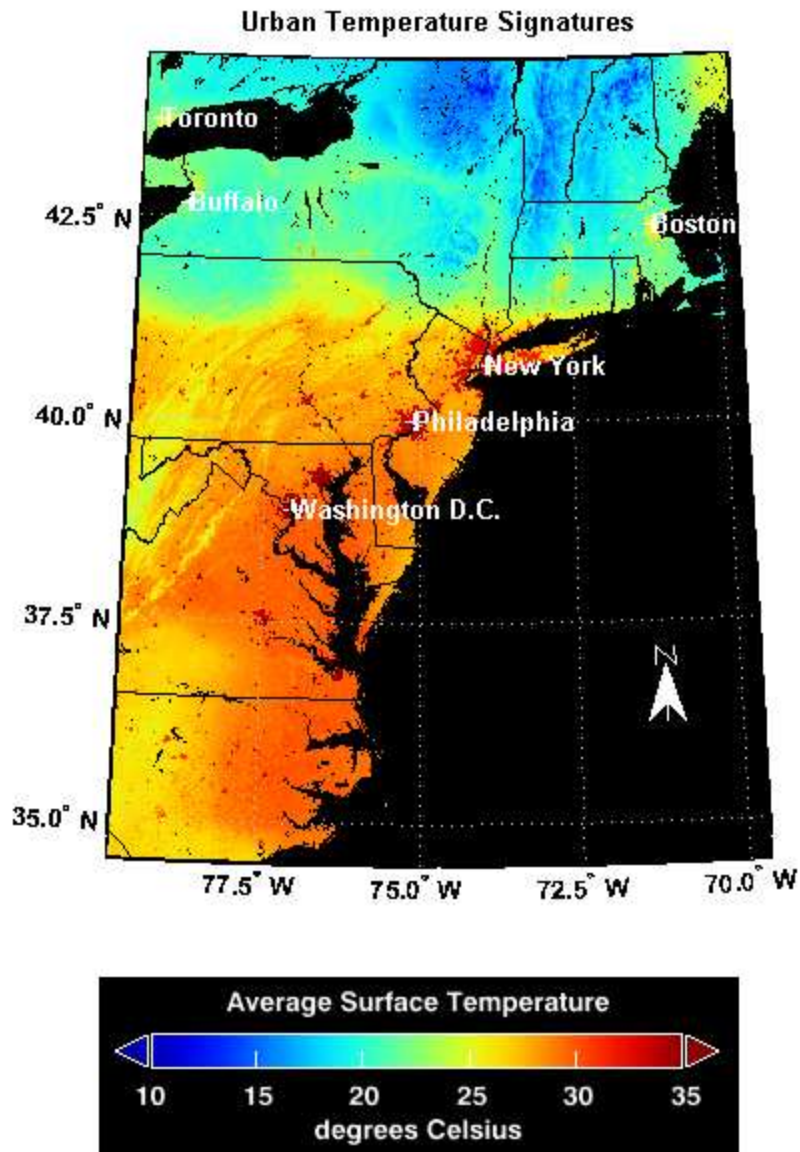 Urban Temperature Signatures
Toronto
Buffalo
42.5° N
Boston
New York
40.0° N
Philadelphia
Washington D.C.
37.5° N
N
35.0° N
77.5° W 75.0° W 72.5° W 70.0° W
Average Surface Temperature
10 15 20 25 30 35
degrees Celsius